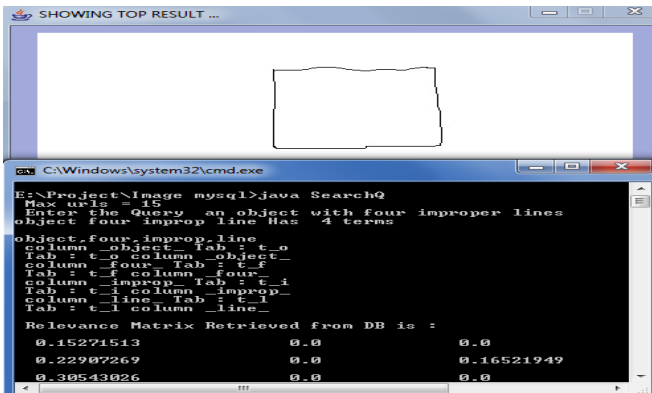 SHOWING TOP RESULT ...
C:\Windows\system32\cmd.exe
E:\Project\Image mysql>java SearchQ
Max urls = 15
Enter the Query  an object with four improper lines
object four improp line Has  4 terms
object,four,improp,line
column _object_ Tab : t_o
Tab : t_o column _object_
column _four_ Tab : t_f
Tab : t_f column _four_
column _improp_ Tab : t_i
Tab : t_i column _improp_
column _line_ Tab : t_l
Tab : t_l column _line_
Relevance Matrix Retrieved from DB is :
0.15271513 0.0 0.0
0.22907269 0.0 0.16521949
0.30543026 0.0 0.0